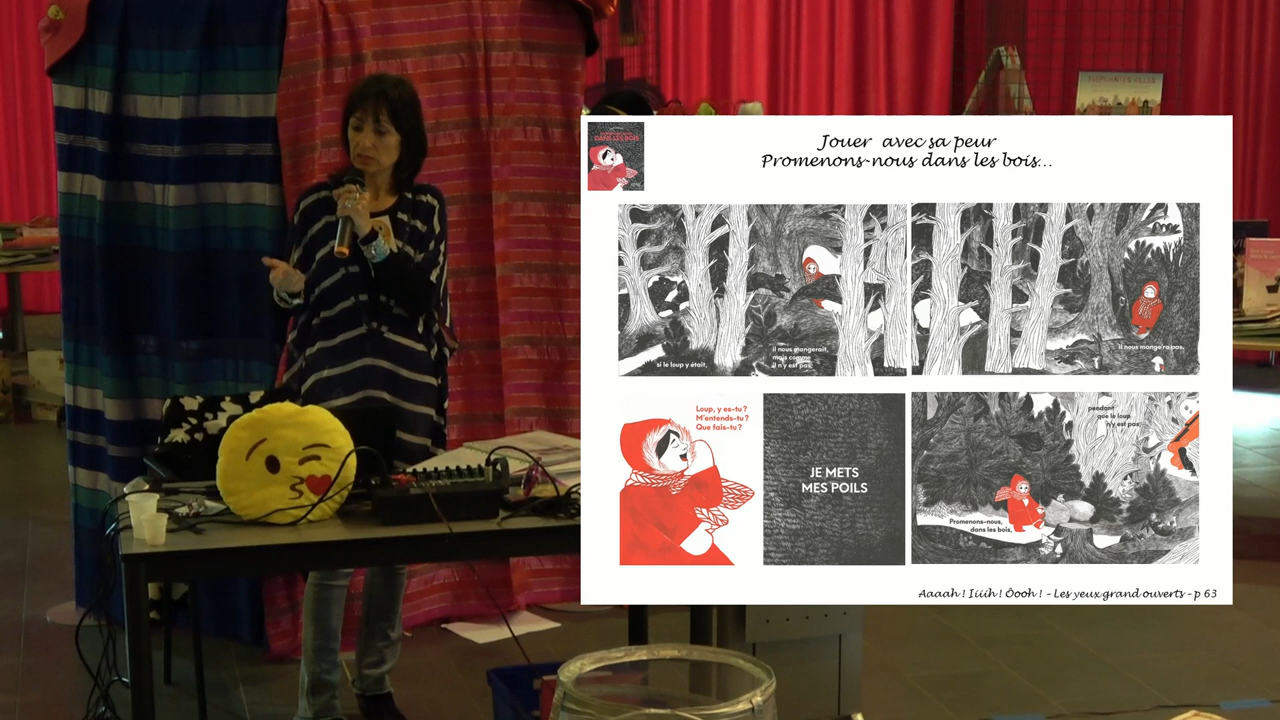 Jouer avec sa peur
Promenons-nous dans les bois...
DANS LES BOIS
si le loup y était,
il nous mangerait,
mais comme
il n'y est pas,
il nous mange ra pas.
Loup, y es-tu ?
M'entends-tu ?
Que fais-tu ?
JE METS
MES POILS
pendant
que le loup
n'y est pas,
Promenons-nous,
dans les bois,
Aaaah ! Iiiih ! Ôooh ! - Les yeux grand ouverts - p 63